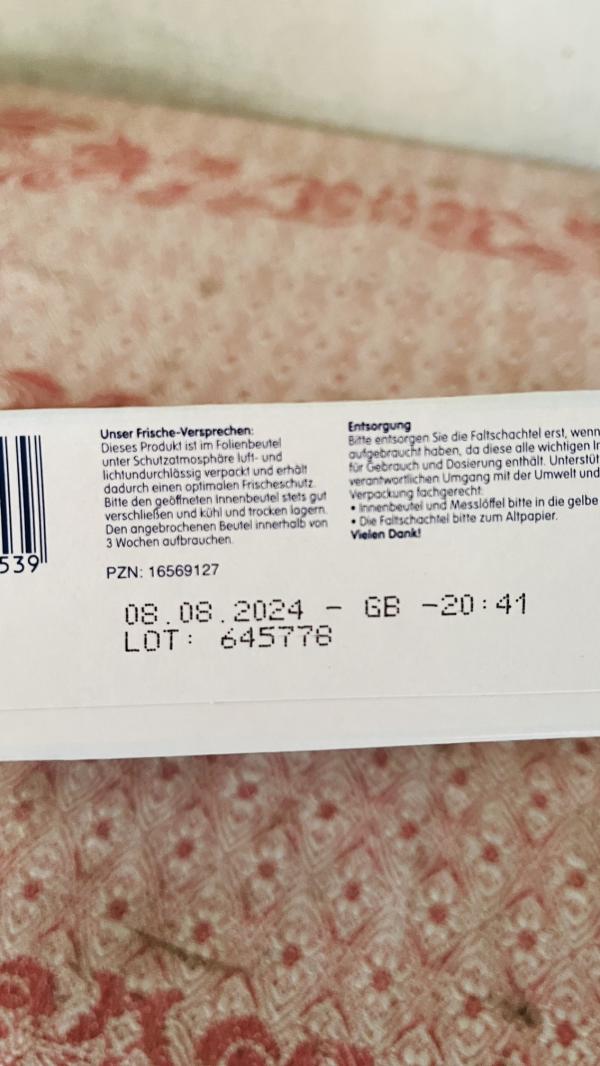 539
Unser Frische-Versprechen:
Dieses Produkt ist im Folienbeutel
unter Schutzatmosphäre luft- und
lichtundurchlässig verpackt und erhält
dadurch einen optimalen Frischeschutz.
Bitte den geöffneten Innenbeutel stets gut
verschließen und kühl und trocken lagern.
Den angebrochenen Beutel innerhalb von
3 Wochen aufbrauchen.
PZN: 16569127
Entsorgung
Bitte entsorgen Sie die Faltschachtel erst, wenn
aufgebraucht haben, da diese alle wichtigen
für Gebrauch und Dosierung enthält.
verantwortlichen Umgang mit der Umwelt und
Verpackung fachgerecht:
• Innenbeutel und Messlöffel bitte in die gelbe
• Die Faltschachtel bitte zum Altpapier.
Vielen Dank!
08.08.2024 - GB -20:41
LOT: 645778